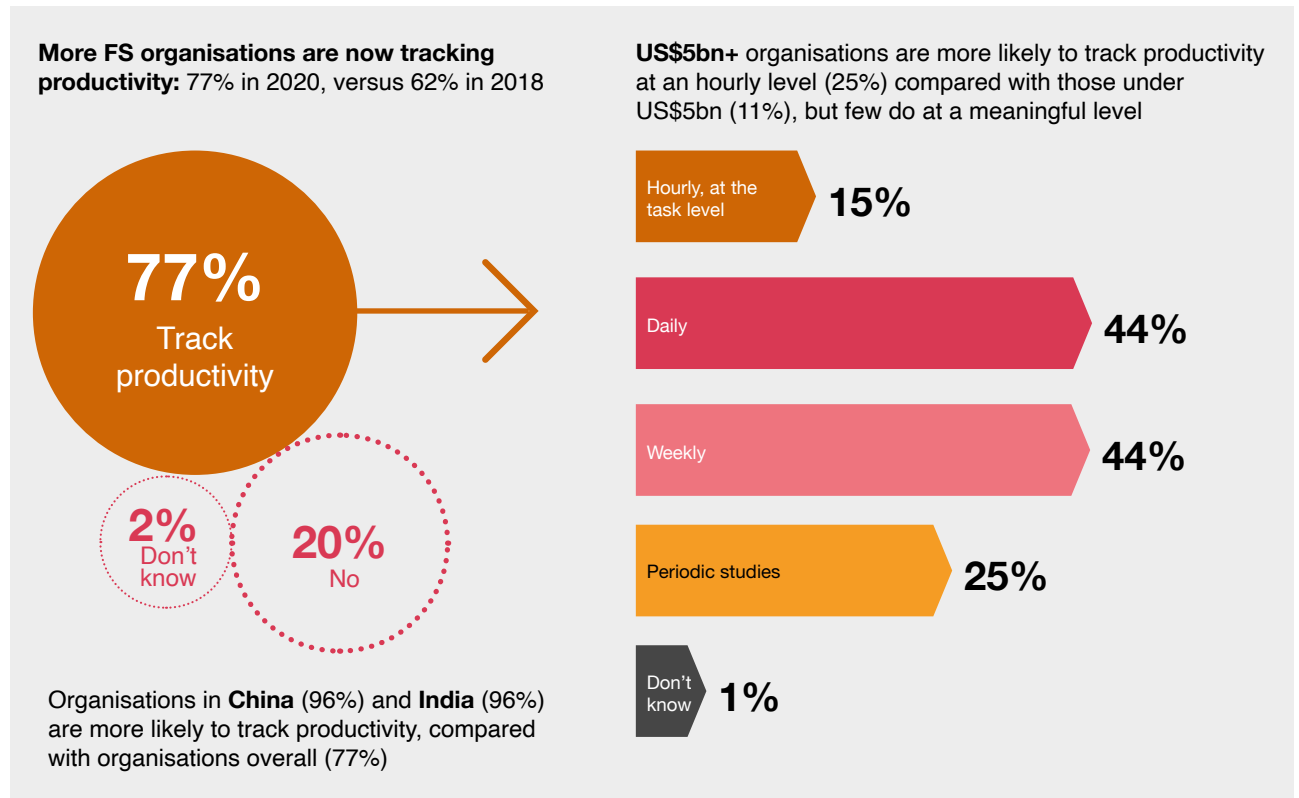 More FS organisations are now tracking
productivity: 77% in 2020, versus 62% in 2018
77%
Track
productivity
2%
Don't
know
20%
No
Organisations in China (96%) and India (96%)
are more likely to track productivity, compared
with organisations overall (77%)
US$5bn+ organisations are more likely to track productivity
at an hourly level (25%) compared with those under
US$5bn (11%), but few do at a meaningful level
Hourly, at the
task level
15%
Daily
44%
Weekly
44%
Periodic studies
25%
Don't
know
1%